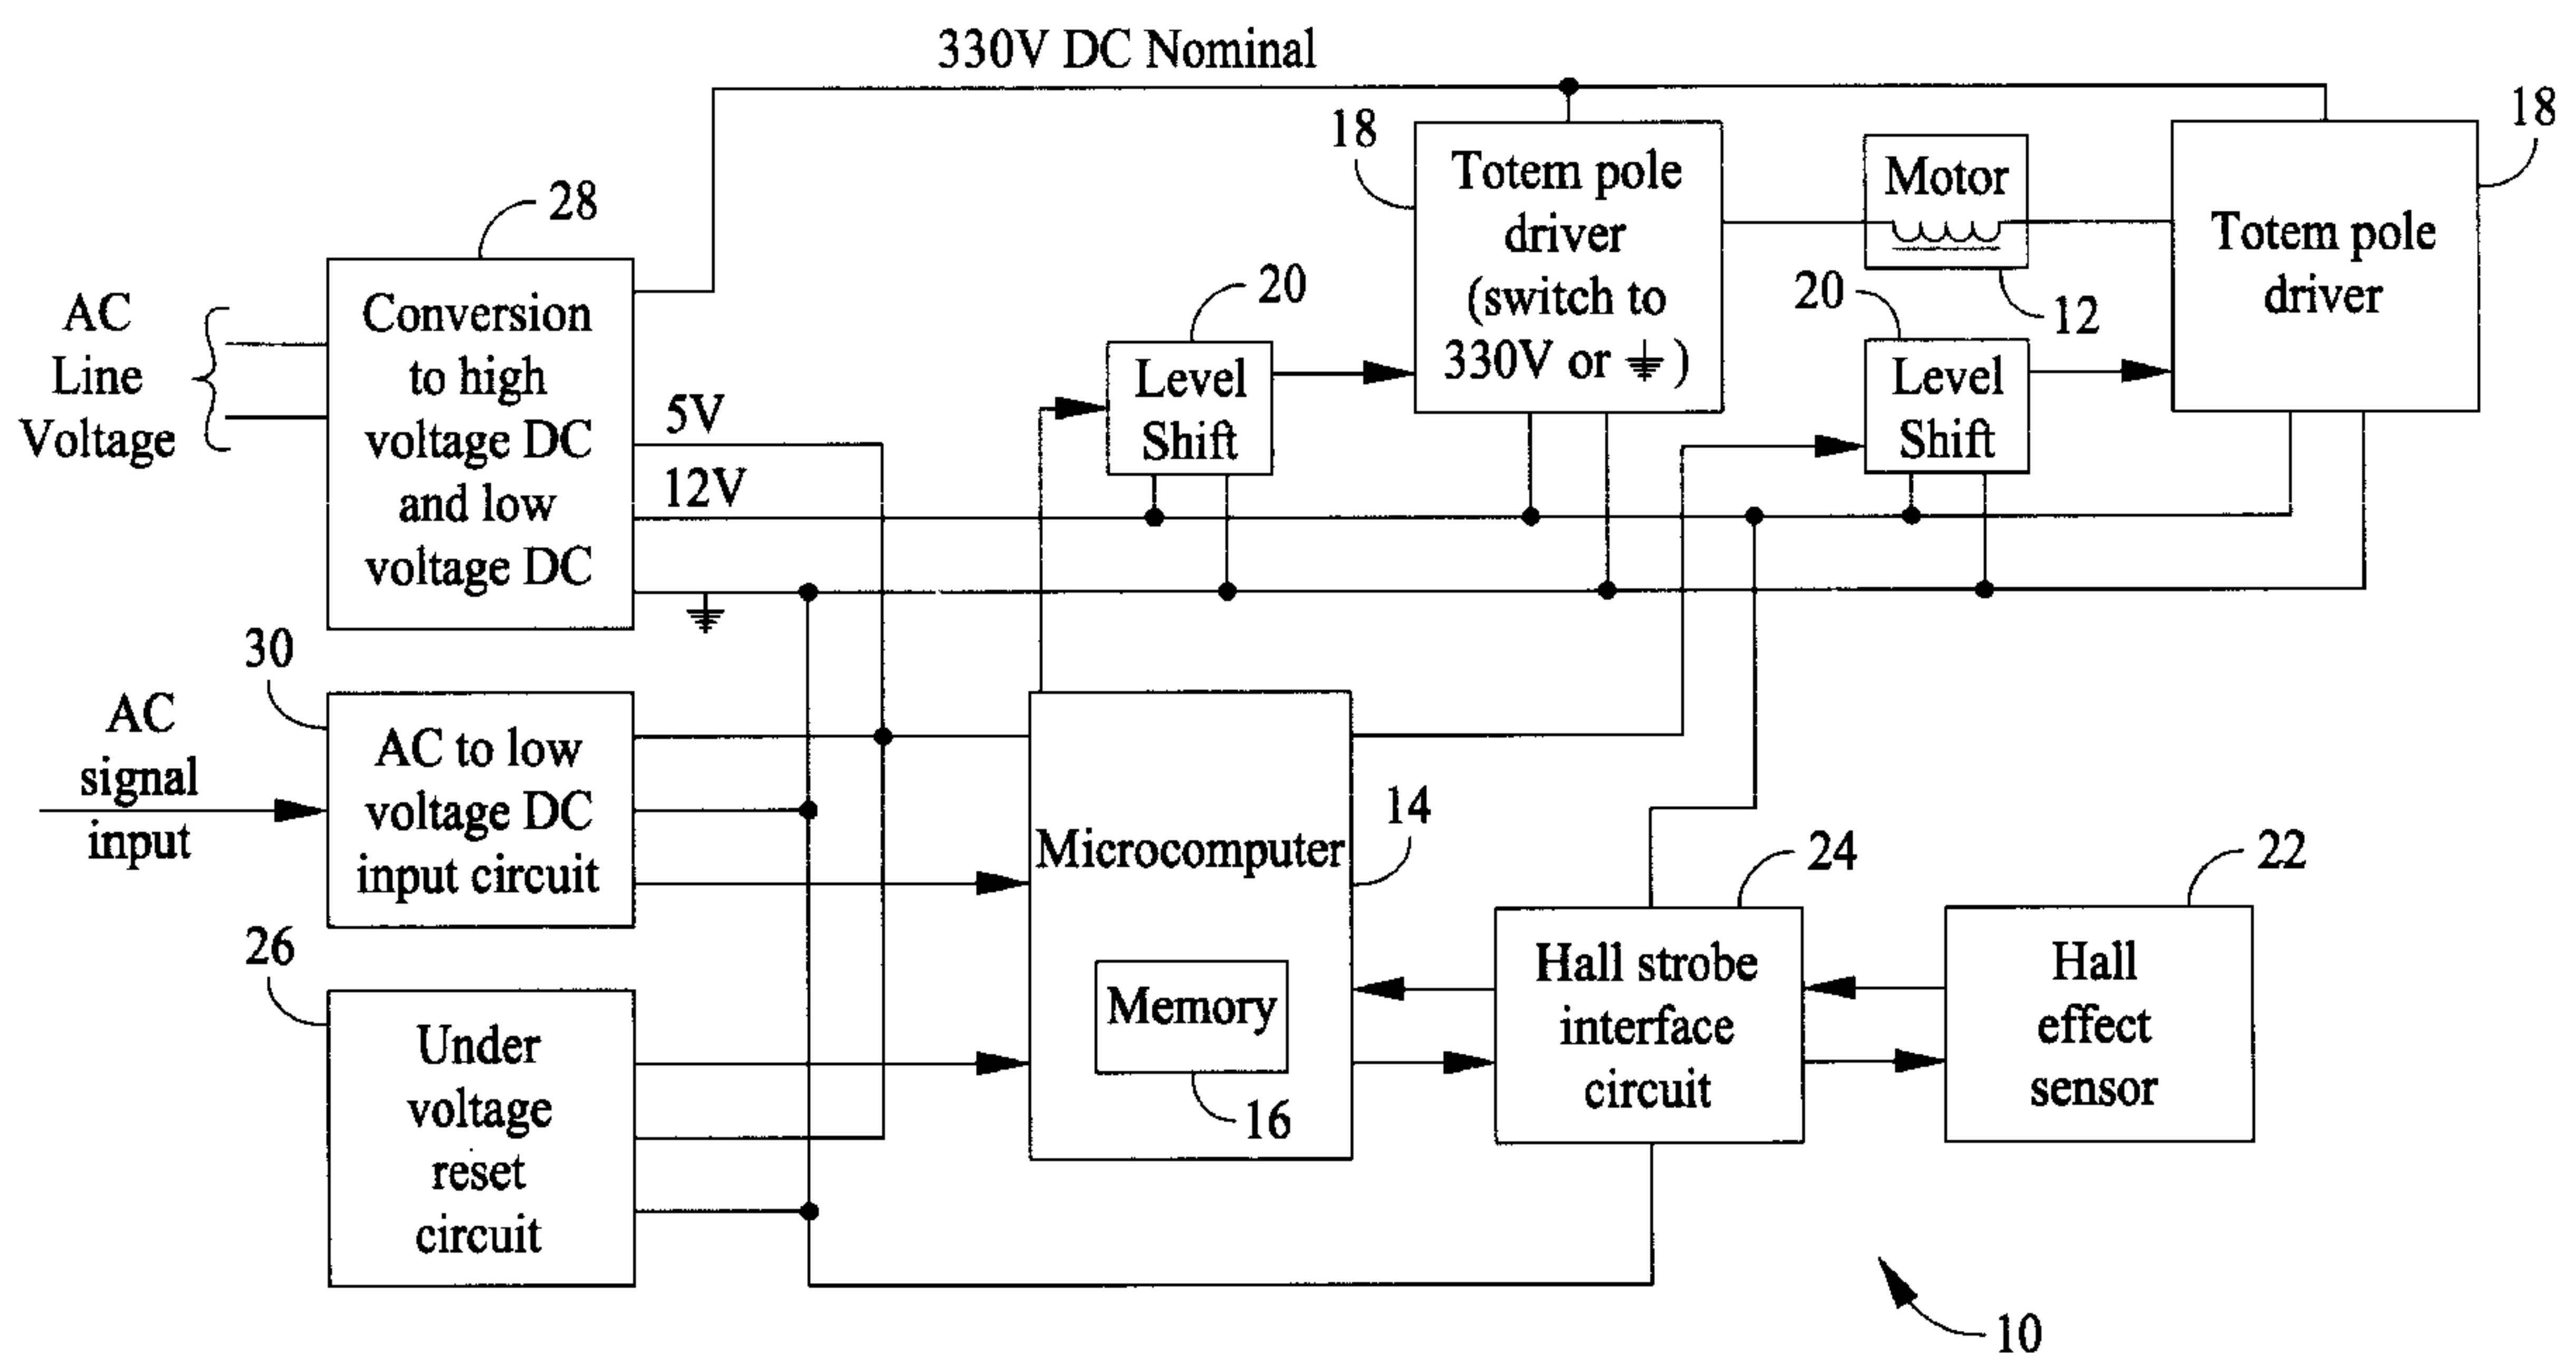 330V DC Nominal
18
Totem pole
driver
(switch to
330V or ⏚ )
Motor
12
18
Totem pole
driver
28
AC
Line
Voltage
Conversion
to high
voltage DC
and low
voltage DC
5V
12V
20
Level
Shift
20
Level
Shift
30
AC
signal
input
AC to low
voltage DC
input circuit
26
Under
voltage
reset
circuit
Microcomputer
14
Memory
16
24
Hall strobe
interface
circuit
22
Hall
effect
sensor
10